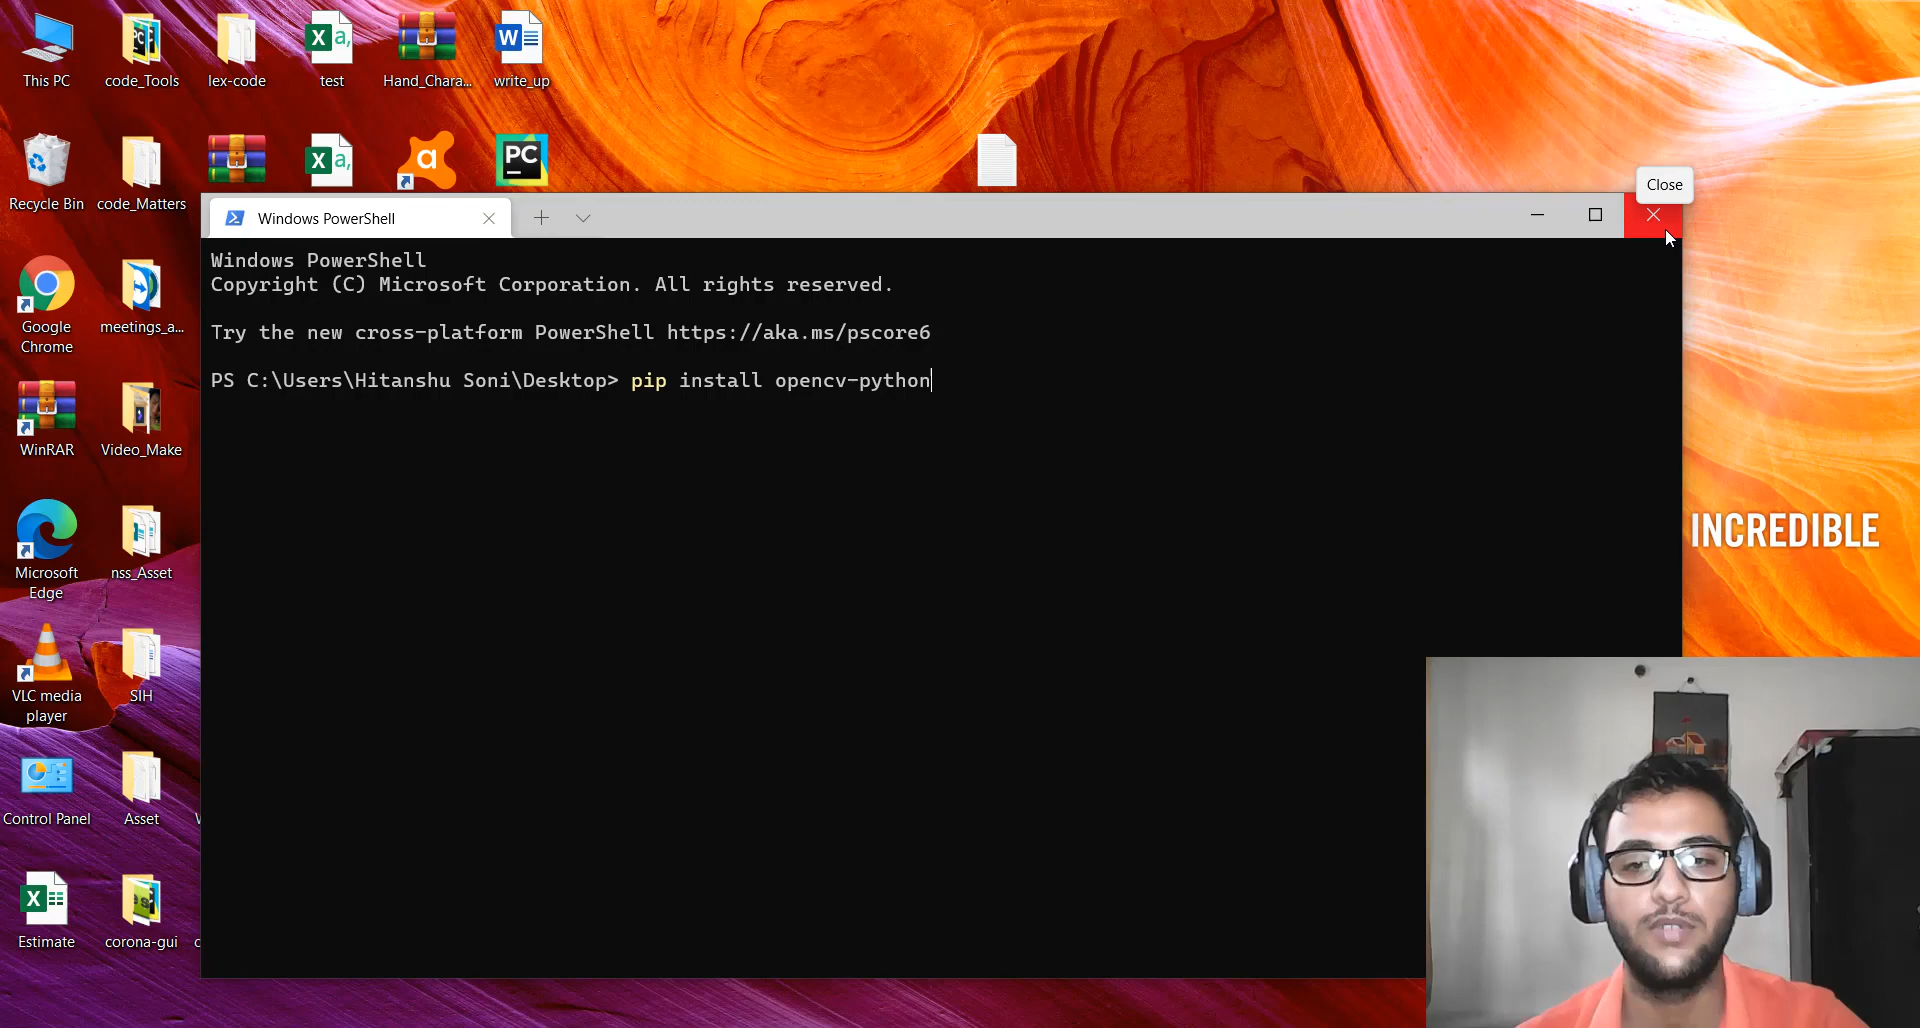 This PC
code_Tools
lex-code
test
Hand_Chara...
write_up
Recycle Bin
code_Matters
Close
Windows PowerShell
Windows PowerShell
Copyright (C) Microsoft Corporation. All rights reserved.
Try the new cross-platform PowerShell https://aka.ms/pscore6
PS C:\Users\Hitanshu Soni\Desktop> pip install opencv-python
Google
Chrome
meetings_a...
WinRAR
Video_Make
Microsoft
Edge
nss_Asset
INCREDIBLE
VLC media
player
SIH
Control Panel
Asset
Estimate
corona-gui